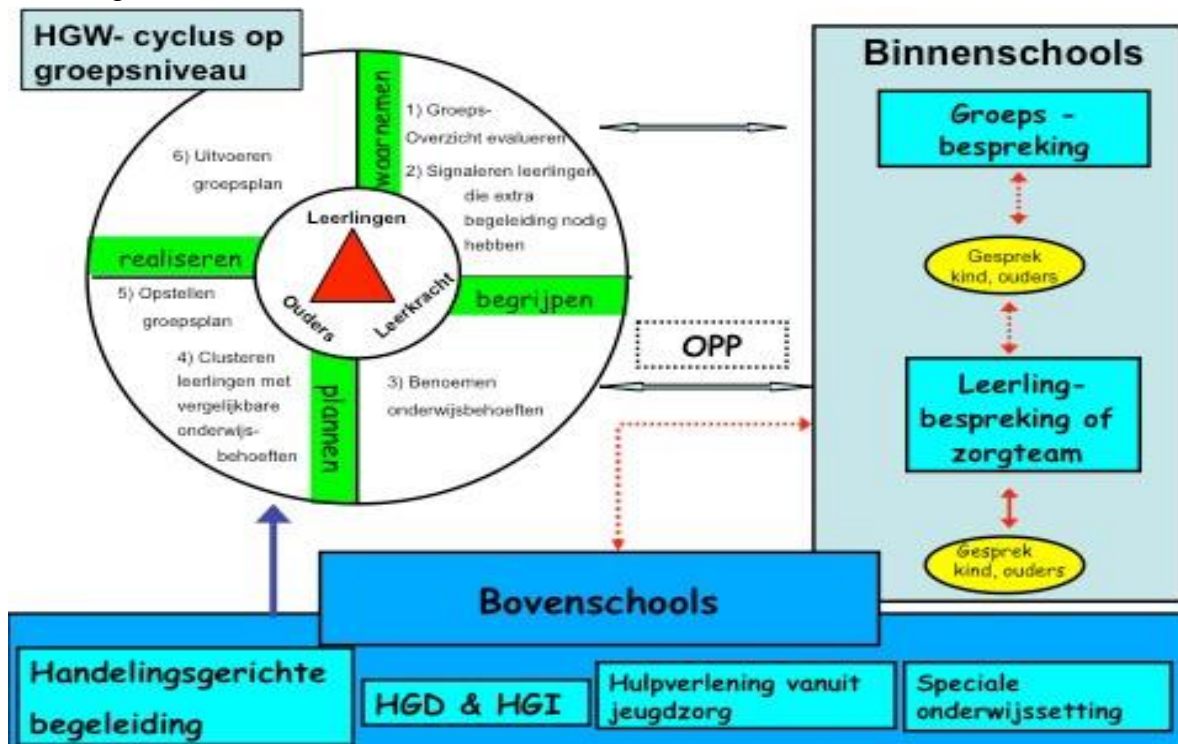 HGW- cyclus op
groepsniveau
waarnemen
1) Groeps-
Overzicht evalueren
2) Signaleren leerlingen
die extra
begeleiding nodig
hebben
begrijpen
3) Benoemen
onderwijsbehoeften
plannen
4) Clusteren
leerlingen met
vergelijkbare
onderwijs-
behoeften
5) Opstellen
groepsplan
realiseren
6) Uitvoeren
groepsplan
Leerlingen
Ouders
Leerkracht
OPP
Binnenschools
Groeps -
bespreking
Gesprek
kind, ouders
Leerling-
bespreking of
zorgteam
Gesprek
kind, ouders
Bovenschools
Handelingsgerichte
begeleiding
HGD & HGI
Hulpverlening vanuit
jeugdzorg
Speciale
onderwijssetting